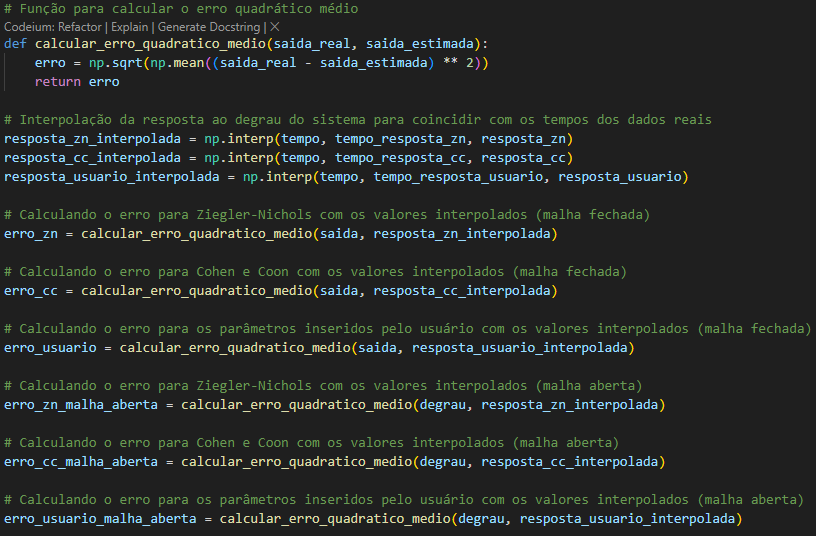 # Função para calcular o erro quadrático médio
Codeium: Refactor | Explain | Generate Docstring | ✕
def calcular_erro_quadratico_medio(saida_real, saida_estimada):
    erro = np.sqrt(np.mean((saida_real - saida_estimada) ** 2))
    return erro
# Interpolação da resposta ao degrau do sistema para coincidir com os tempos dos dados reais
resposta_zn_interpolada = np.interp(tempo, tempo_resposta_zn, resposta_zn)
resposta_cc_interpolada = np.interp(tempo, tempo_resposta_cc, resposta_cc)
resposta_usuario_interpolada = np.interp(tempo, tempo_resposta_usuario, resposta_usuario)
# Calculando o erro para Ziegler-Nichols com os valores interpolados (malha fechada)
erro_zn = calcular_erro_quadratico_medio(saida, resposta_zn_interpolada)
# Calculando o erro para Cohen e Coon com os valores interpolados (malha fechada)
erro_cc = calcular_erro_quadratico_medio(saida, resposta_cc_interpolada)
# Calculando o erro para os parâmetros inseridos pelo usuário com os valores interpolados (malha fechada)
erro_usuario = calcular_erro_quadratico_medio(saida, resposta_usuario_interpolada)
# Calculando o erro para Ziegler-Nichols com os valores interpolados (malha aberta)
erro_zn_malha_aberta = calcular_erro_quadratico_medio(degrau, resposta_zn_interpolada)
# Calculando o erro para Cohen e Coon com os valores interpolados (malha aberta)
erro_cc_malha_aberta = calcular_erro_quadratico_medio(degrau, resposta_cc_interpolada)
# Calculando o erro para os parâmetros inseridos pelo usuário com os valores interpolados (malha aberta)
erro_usuario_malha_aberta = calcular_erro_quadratico_medio(degrau, resposta_usuario_interpolada)